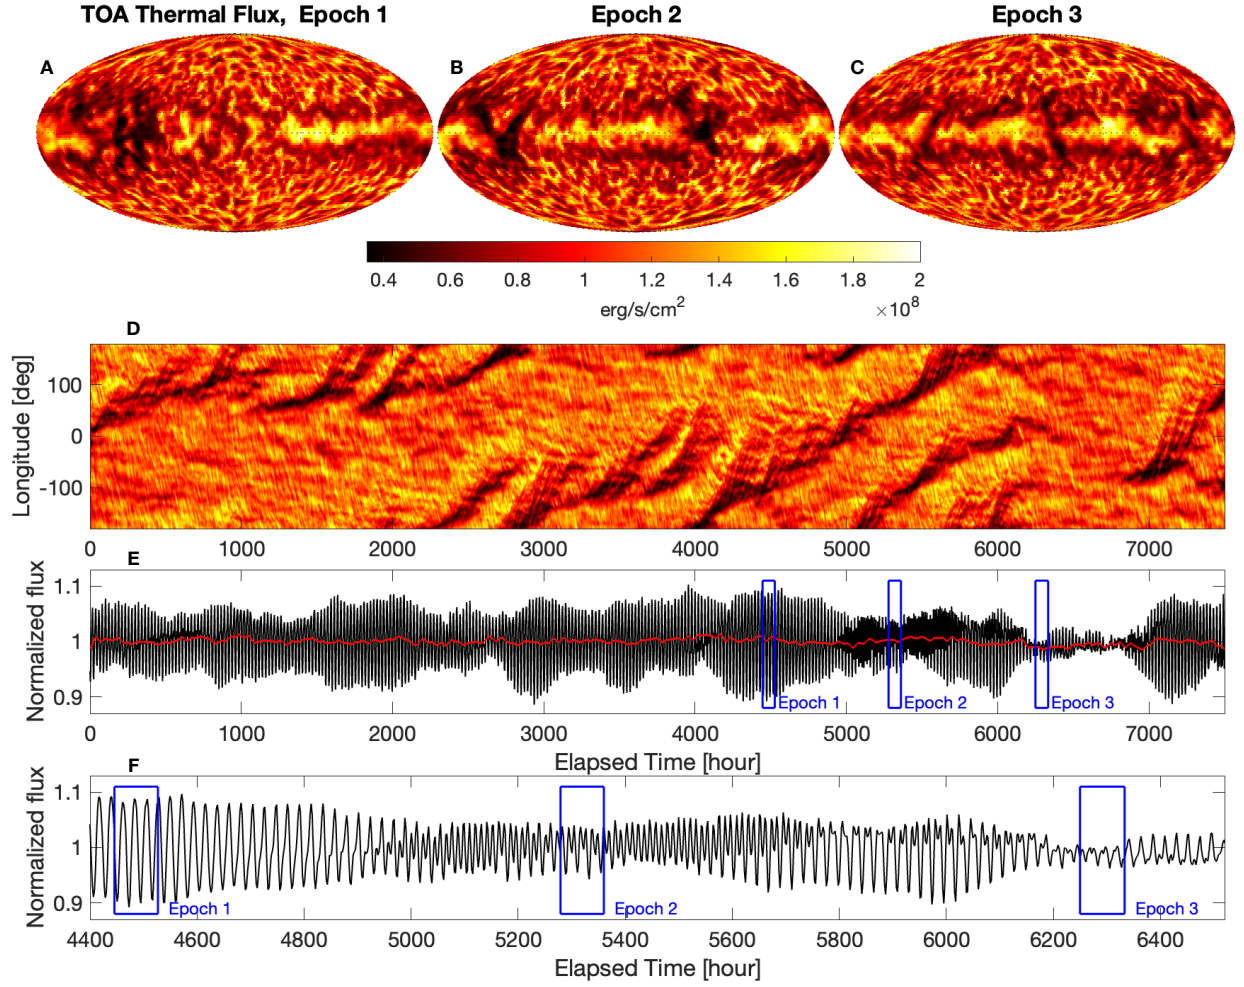 TOA Thermal Flux, Epoch 1
Epoch 2
Epoch 3
A
B
C
0.4 0.6 0.8 1 1.2 1.4 1.6 1.8 2
erg/s/cm2
×10^8
D
Longitude [deg]
100
0
-100
0 1000 2000 3000 4000 5000 6000 7000
E
Normalized flux
1.1
1
0.9
Epoch 1
Epoch 2
Epoch 3
0 1000 2000 3000 4000 5000 6000 7000
Elapsed Time [hour]
F
Normalized flux
1.1
1
0.9
Epoch 1
Epoch 2
Epoch 3
4400 4600 4800 5000 5200 5400 5600 5800 6000 6200 6400
Elapsed Time [hour]